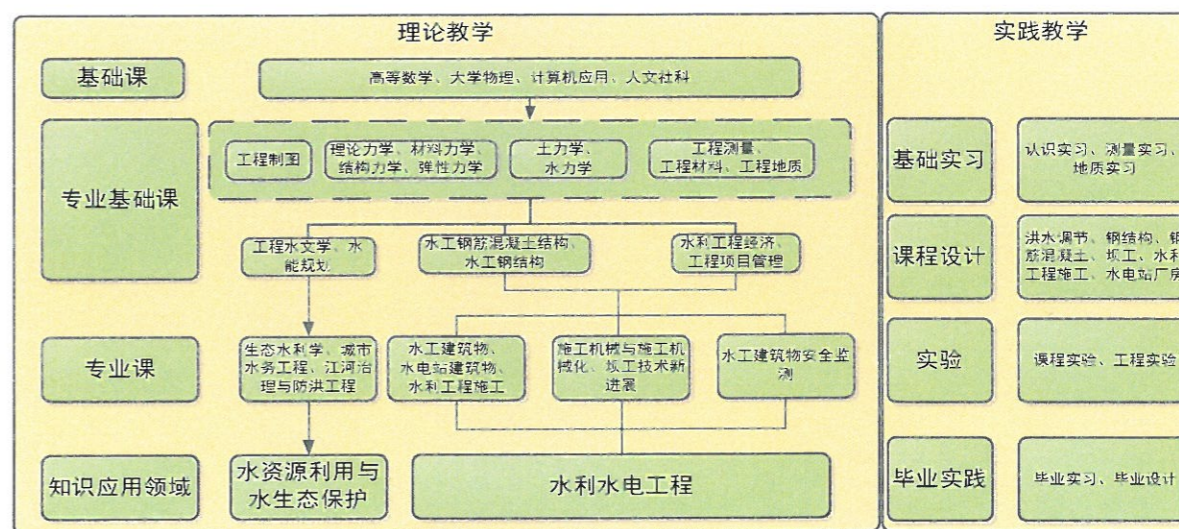 理论教学
基础课
高等数学、大学物理、计算机应用、人文社科
专业基础课
工程制图
理论力学、材料力学、
结构力学、弹性力学
土力学、
水力学
工程测量、
工程材料、工程地质
工程水文学、水
能规划
水工钢筋混凝土结构、
水工钢结构
水利工程经济、
工程项目管理
专业课
生态水利学、城市
水务工程、江河治
理与防洪工程
水工建筑物、
水电站建筑物、
水利工程施工
施工机械与施工机
械化、坝工技术新
进展
水工建筑物安全监
测
知识应用领域
水资源利用与
水生态保护
水利水电工程
实践教学
基础实习
认识实习、测量实习、
地质实习
课程设计
洪水调节、钢结构、钢
筋混凝土、坝工、水利
工程施工、水电站厂房
实验
课程实验、工程实验
毕业实践
毕业实习、毕业设计